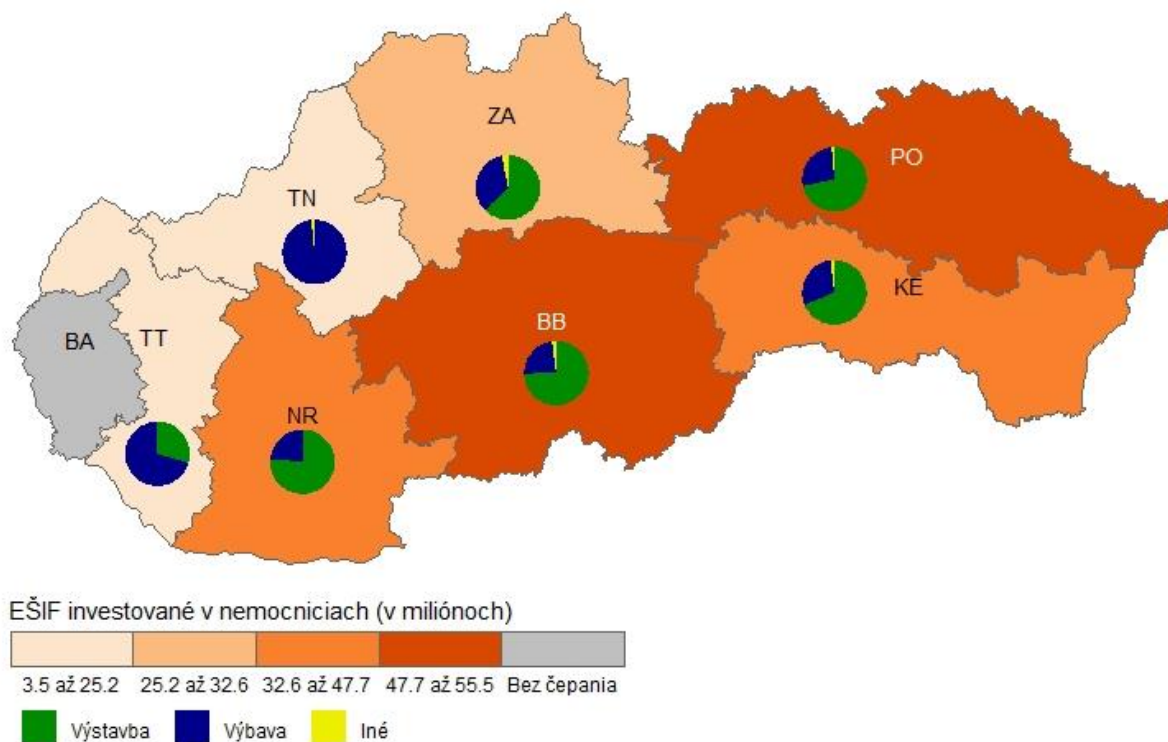 ZA
PO
TN
KE
BB
BA
TT
NR
EŠIF investované v nemocniciach (v miliónoch)
3.5 až 25.2 25.2 až 32.6 32.6 až 47.7 47.7 až 55.5 Bez čepania
Výstavba Výbava Iné